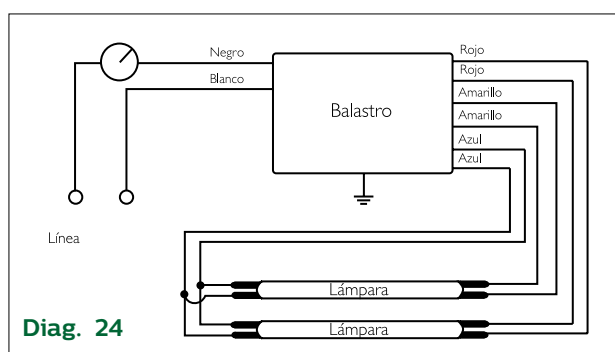 Negro
Blanco
Balastro
Rojo
Rojo
Amarillo
Amarillo
Azul
Azul
Línea
Lámpara
Lámpara
Diag. 24